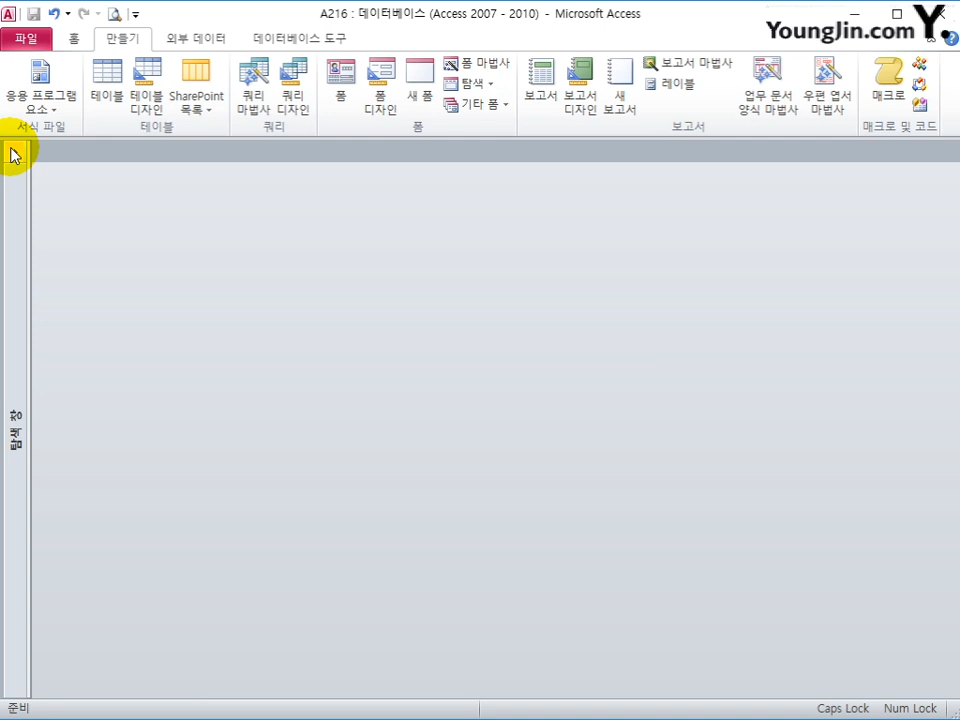 A216 : 데이터베이스 (Access 2007 - 2010) - Microsoft Access
YoungJin.com Y.
파일 홈 만들기 외부 데이터 데이터베이스 도구
응용 프로그램 요소
서식 파일
테이블
테이블 디자인
SharePoint 목록
테이블
쿼리 마법사
쿼리 디자인
쿼리
폼
폼 디자인
새 폼
폼 마법사
탐색
기타 폼
폼
보고서
보고서 디자인
새 보고서
보고서 마법사
레이블
업무 문서 양식 마법사
우편 엽서 마법사
보고서
매크로
매크로 및 코드
탐색 창
준비
Caps Lock Num Lock